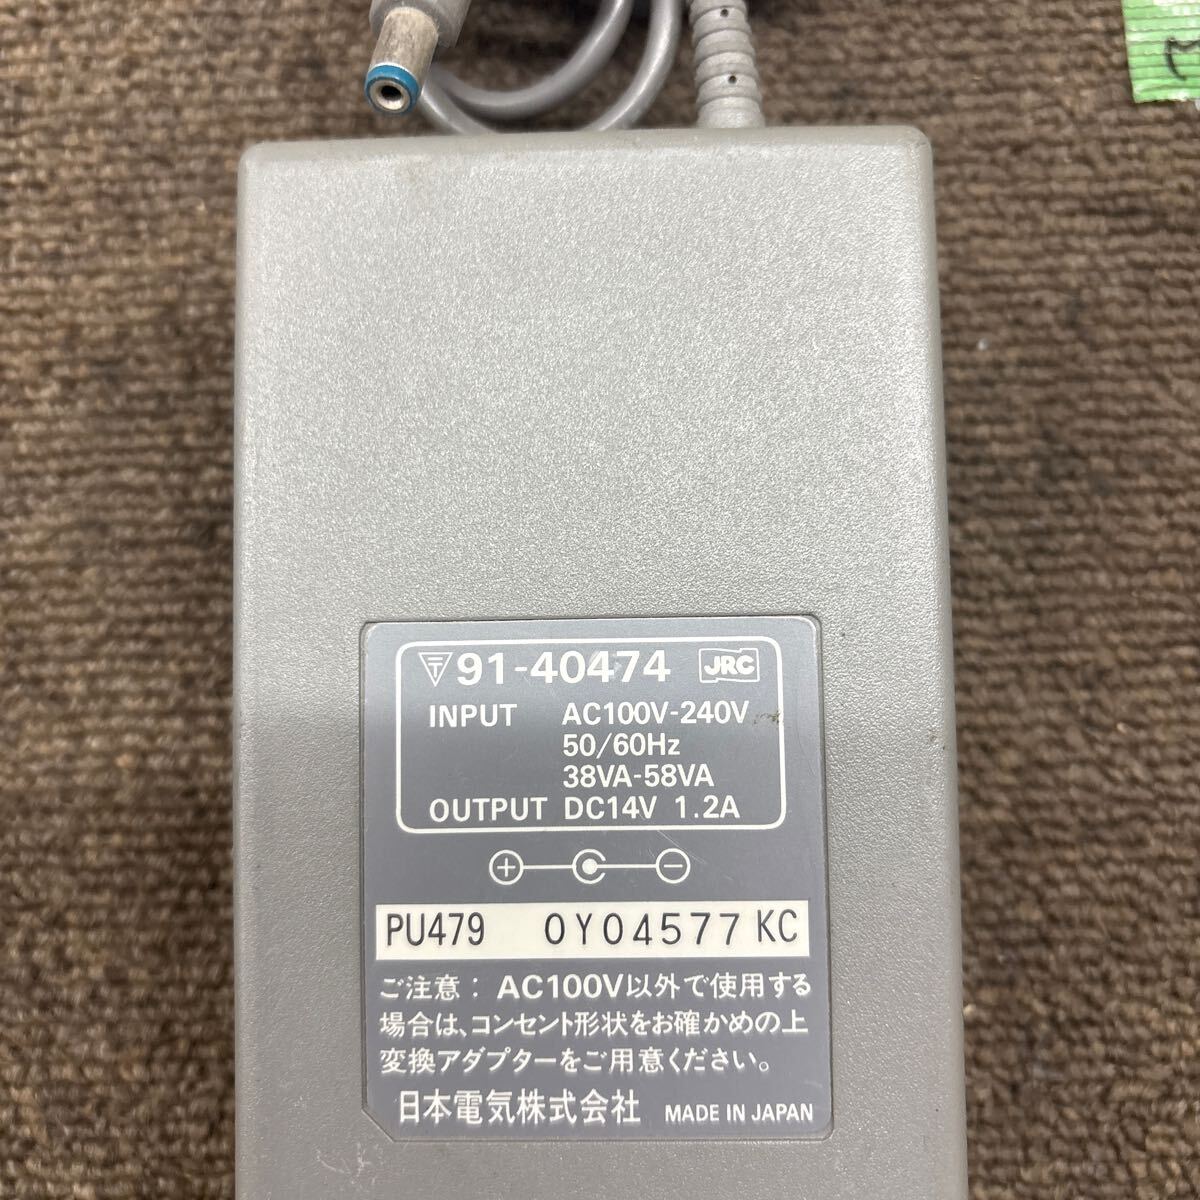 91-40474 JRC
INPUT AC100V-240V
50/60Hz
38VA-58VA
OUTPUT DC14V 1.2A
PU479 0Y04577 KC
ご注意：AC100V以外で使用する
場合は、コンセント形状をお確かめの上
変換アダプターをご用意ください。
日本電気株式会社 MADE IN JAPAN